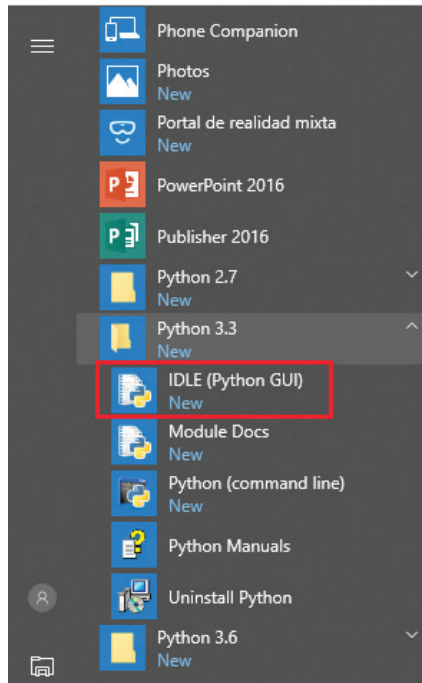 Phone Companion
Photos
New
Portal de realidad mixta
New
PowerPoint 2016
Publisher 2016
Python 2.7
New
Python 3.3
New
IDLE (Python GUI)
New
Module Docs
New
Python (command line)
New
Python Manuals
Uninstall Python
Python 3.6
New